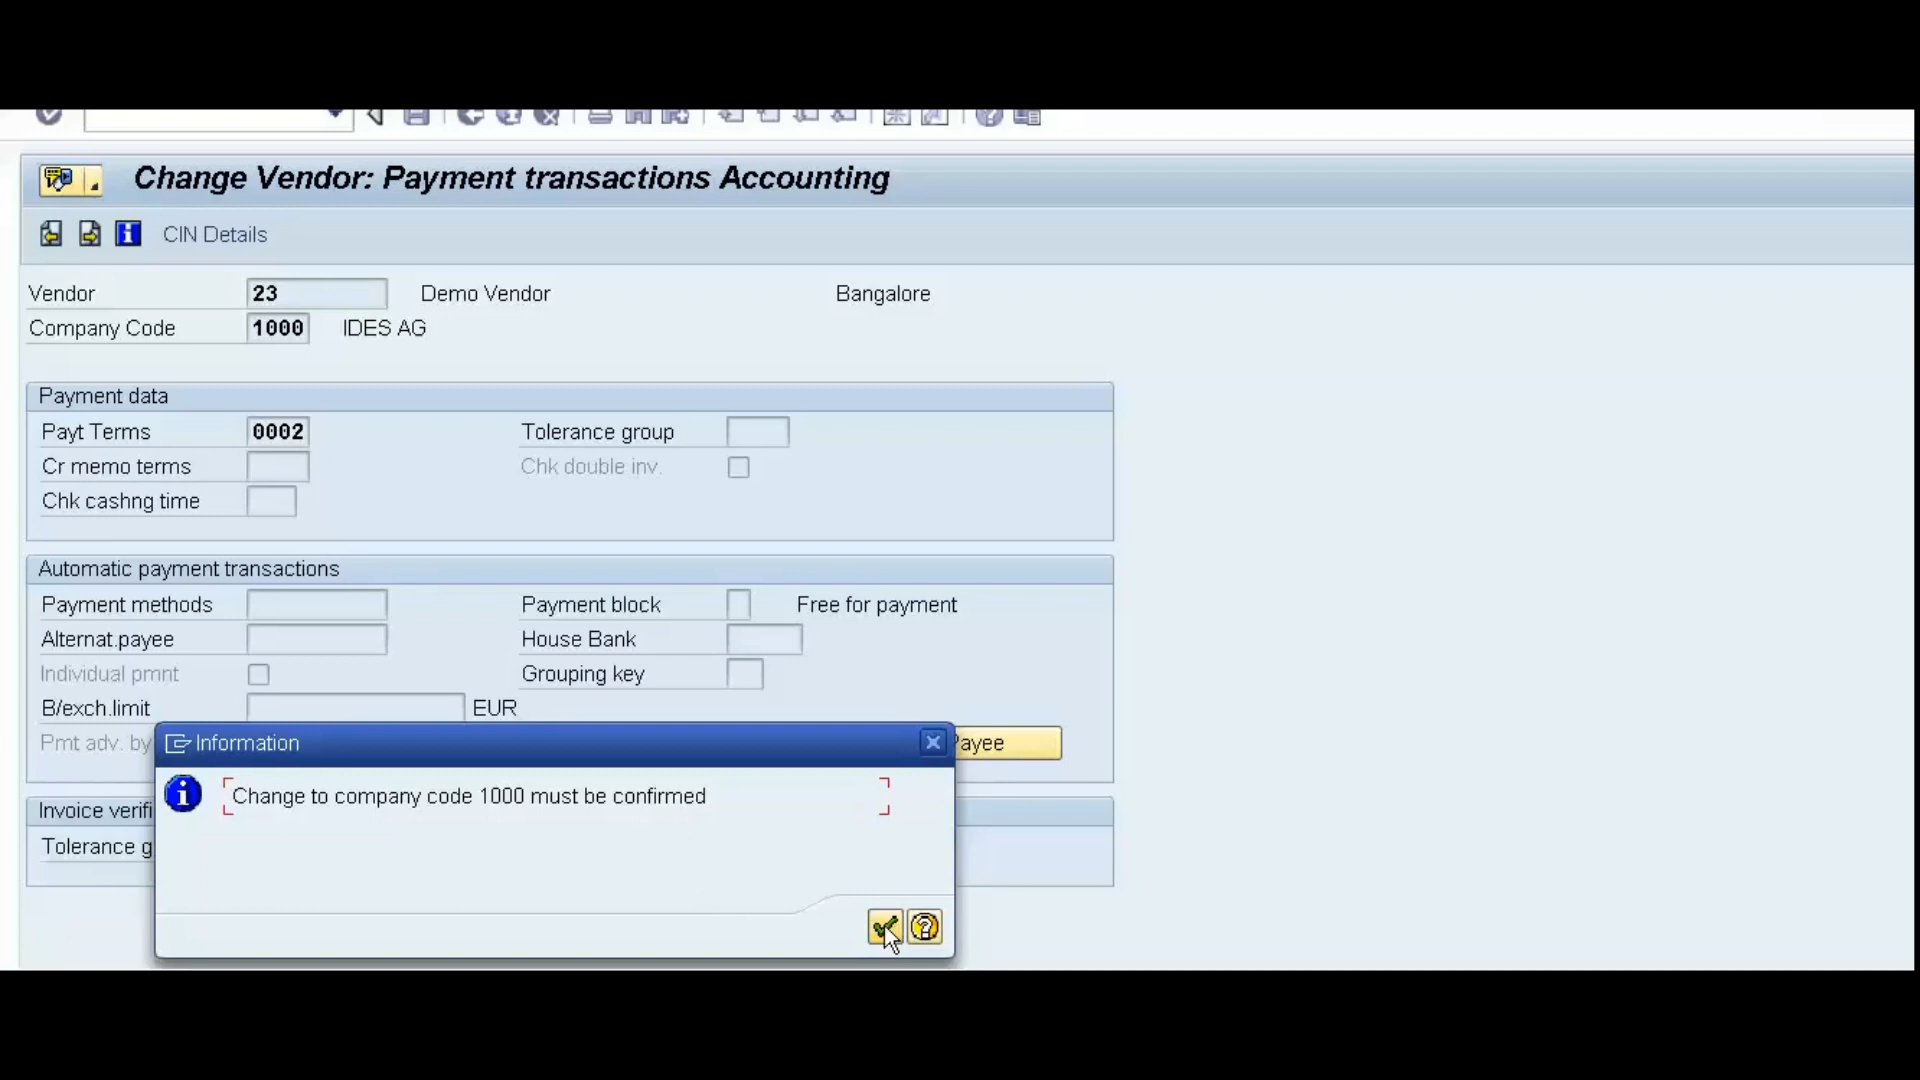 Change Vendor: Payment transactions Accounting
CIN Details
Vendor 23 Demo Vendor Bangalore
Company Code 1000 IDES AG
Payment data
Payt Terms 0002 Tolerance group
Cr memo terms Chk double inv.
Chk cashng time
Automatic payment transactions
Payment methods Payment block Free for payment
Alternat.payee House Bank
Individual pmnt Grouping key
B/exch.limit EUR
Pmt adv. by Payee
Information
Change to company code 1000 must be confirmed
Invoice verifi
Tolerance g